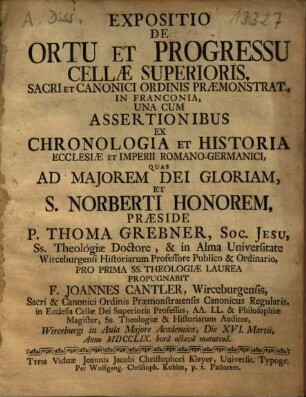 A. Diss. 13327
EXPOSITIO
DE
ORTU ET PROGRESSU
CELLÆ SUPERIORIS,
SACRI ET CANONICI ORDINIS PRÆMONSTRAT.,
IN FRANCONIA,
UNA CUM
ASSERTIONIBUS
EX
CHRONOLOGIA ET HISTORIA
ECCLESIÆ ET IMPERII ROMANO-GERMANICI,
QUAS
AD MAJOREM DEI GLORIAM,
ET
S. NORBERTI HONOREM,
PRÆSIDE
P. THOMA GREBNER, SOC. JESU,
Ss. Theologiæ Doctore, & in Alma Universitate
Wirceburgensi Historiarum Professore Publico & Ordinario,
PRO PRIMA SS. THEOLOGIÆ LAUREA
PROPUGNABIT
F. JOANNES CANTLER, Wirceburgensis,
Sacri & Canonici Ordinis Præmonstratensis Canonicus Regularis,
in Ecclesia Cellæ Dei Superioris Professus, AA. LL. & Philosophiæ
Magister, Ss. Theologiæ & Historiarum Auditor,
Wirceburgi in Aula Majore Academica, Die XVI. Martii,
Anno MDCCLIX. horâ octavâ matutinâ.
TYPIS Viduæ Joannis Jacobi Christophori Kleyer, Universit. Typogr.
Per Wolfgang. Christoph. Kohles, p. t. Factorem.